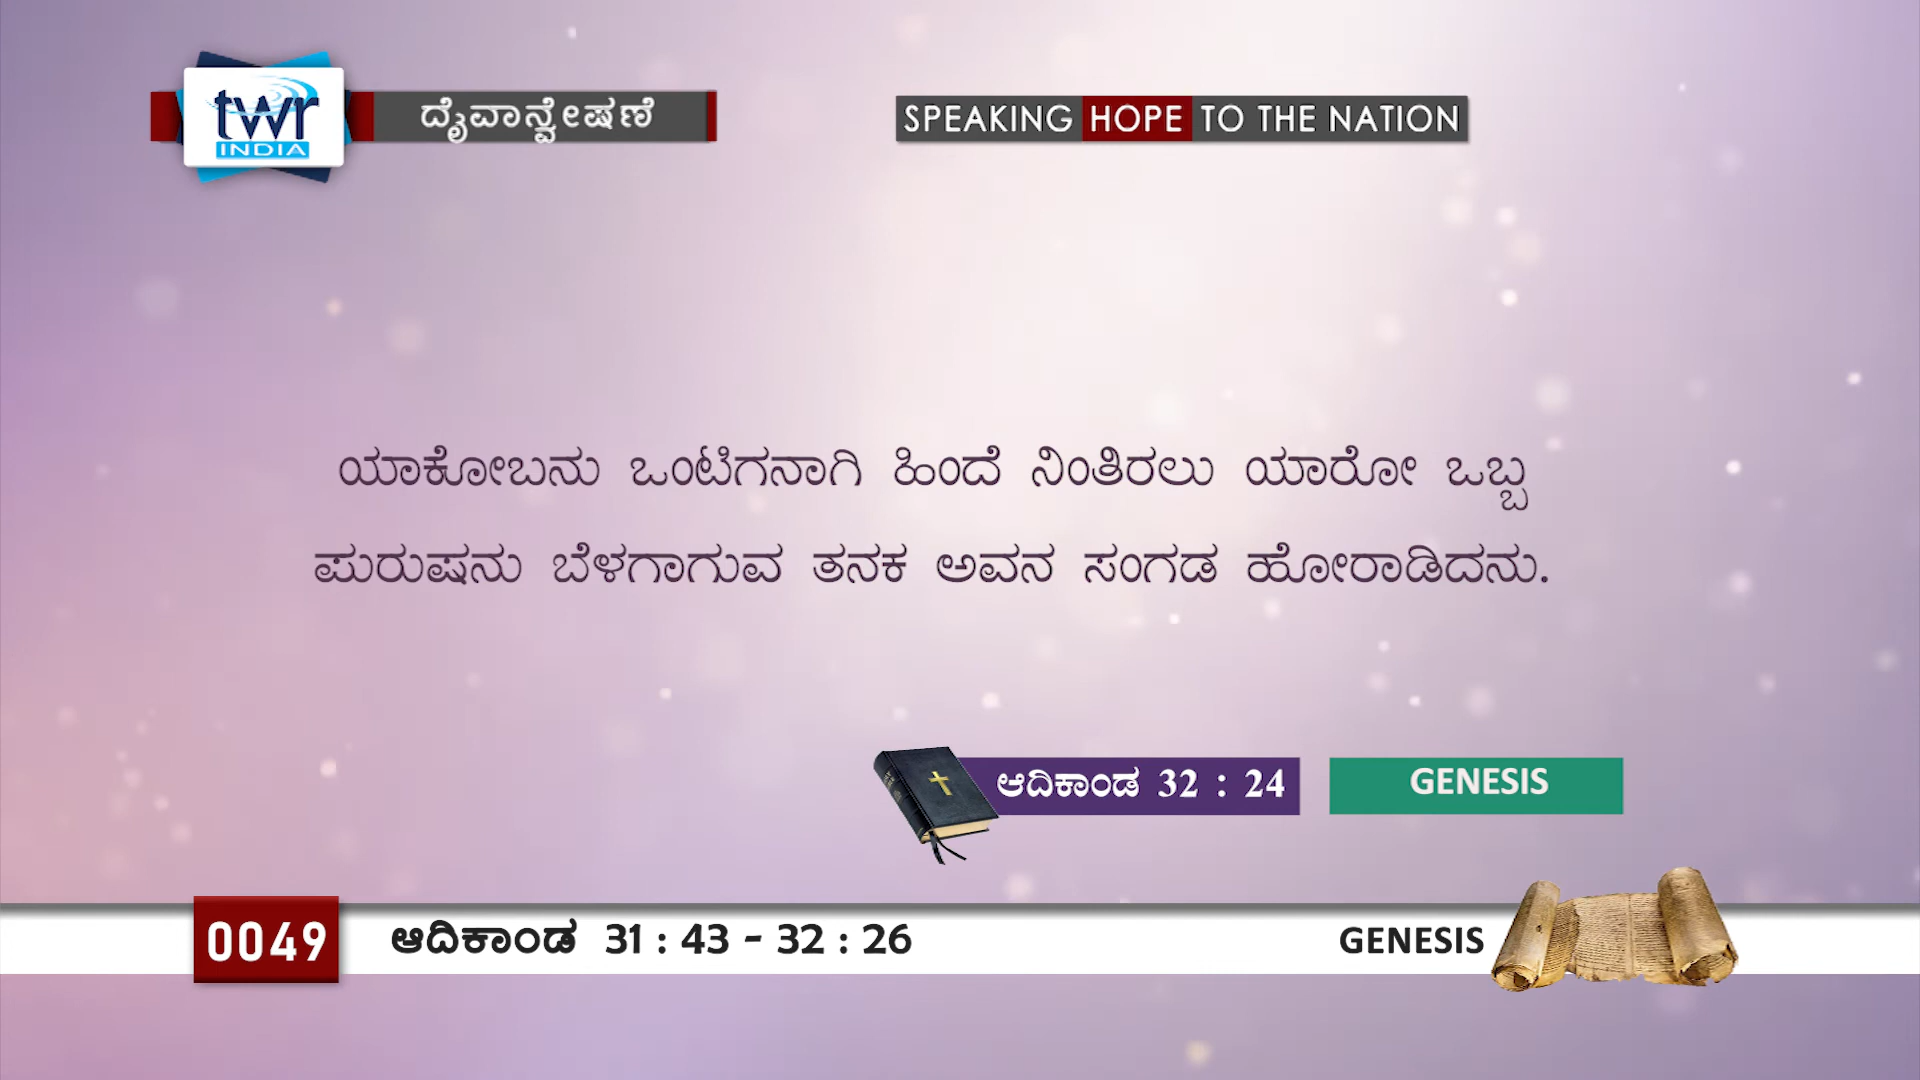 twr
INDIA
ದೈವಾನ್ವೇಷಣೆ
SPEAKING HOPE TO THE NATION
ಯಾಕೋಬನು ಒಂಟಿಗನಾಗಿ ಹಿಂದೆ ನಿಂತಿರಲು ಯಾರೋ ಒಬ್ಬ
ಪುರುಷನು ಬೆಳಗಾಗುವ ತನಕ ಅವನ ಸಂಗಡ ಹೋರಾಡಿದನು.
ಆದಿಕಾಂಡ 32 : 24
GENESIS
0049
ಆದಿಕಾಂಡ 31 : 43 - 32 : 26
GENESIS